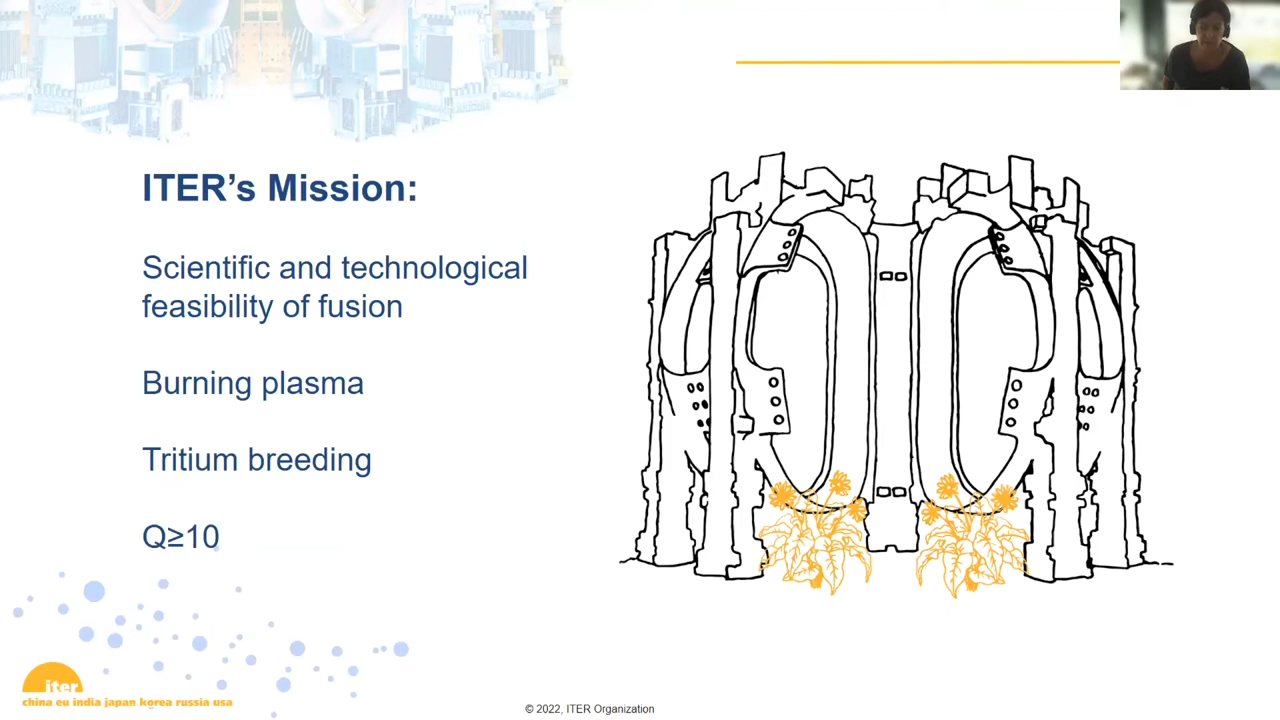 ITER’s Mission:
Scientific and technological
feasibility of fusion
Burning plasma
Tritium breeding
Q≥10
iter
china eu india japan korea russia usa
© 2022, ITER Organization